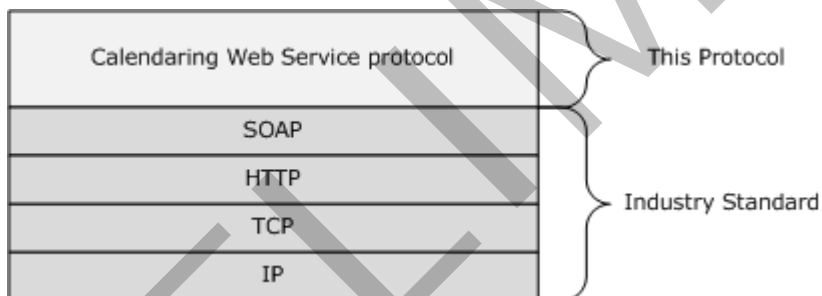 Calendaring Web Service protocol
This Protocol
SOAP
HTTP
TCP
IP
Industry Standard